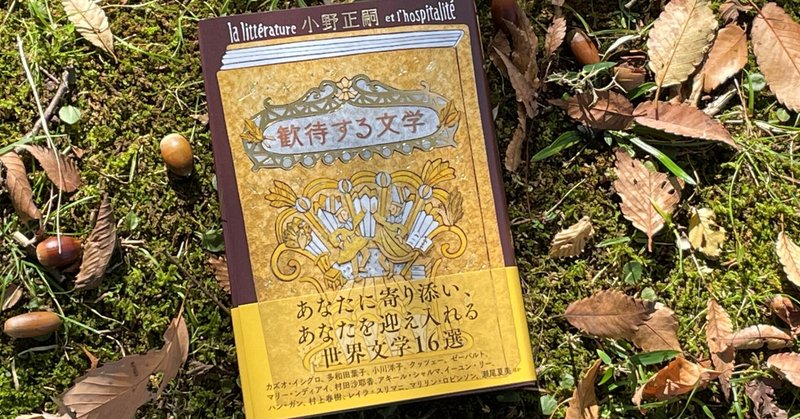 la littérature 小野正嗣 et l'hospitalité
歓待する文学
あなたに寄り添い、
あなたを迎え入れる
世界文学16選
カズオ・イシグロ、多和田葉子、小川洋子、クッツェー、ゼーバルト、
マリー・ンディアイ、村田沙耶香、アキール・シャルマ、イーユン・リー、
ハン・ガン、村上春樹、レイラ・スリマニ、マリリン・ロビンソン、瀬尾夏美 ほか